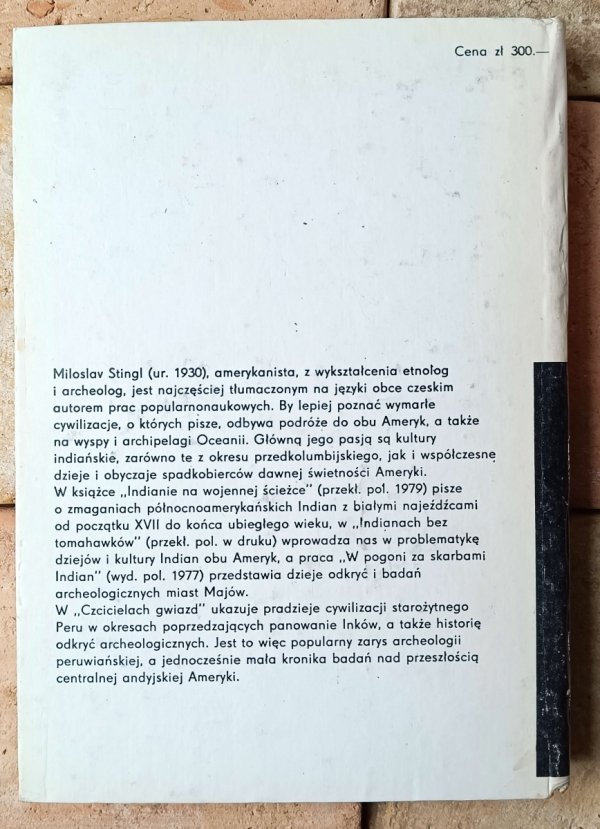 Cena zł 300.—
Miloslav Stingl (ur. 1930), amerykanista, z wykształcenia etnolog
i archeolog, jest najczęściej tłumaczonym na języki obce czeskim
autorem prac popularnonaukowych. By lepiej poznać wymarłe
cywilizacje, o których pisze, odbywa podróże do obu Ameryk, a także
na wyspy i archipelagi Oceanii. Główną jego pasją są kultury
indiańskie, zarówno te z okresu przedkolumbijskiego, jak i współczesne
dzieje i obyczaje spadkobierców dawnej świetności Ameryki.
W książce „Indianie na wojennej ścieżce" (przekł. pol. 1979) pisze
o zmaganiach północnoamerykańskich Indian z białymi najeźdźcami
od początku XVII do końca ubiegłego wieku, w „Indianach bez
tomahawków" (przekł. pol. w druku) wprowadza nas w problematykę
dziejów i kultury Indian obu Ameryk, a praca „W pogoni za skarbami
Indian" (wyd. pol. 1977) przedstawia dzieje odkryć i badań
archeologicznych miast Majów.
W „Czcicielach gwiazd" ukazuje pradzieje cywilizacji starożytnego
Peru w okresach poprzedzających panowanie Inków, a także historię
odkryć archeologicznych. Jest to więc popularny zarys archeologii
peruwiańskiej, a jednocześnie mała kronika badań nad przeszłością
centralnej andyjskiej Ameryki.